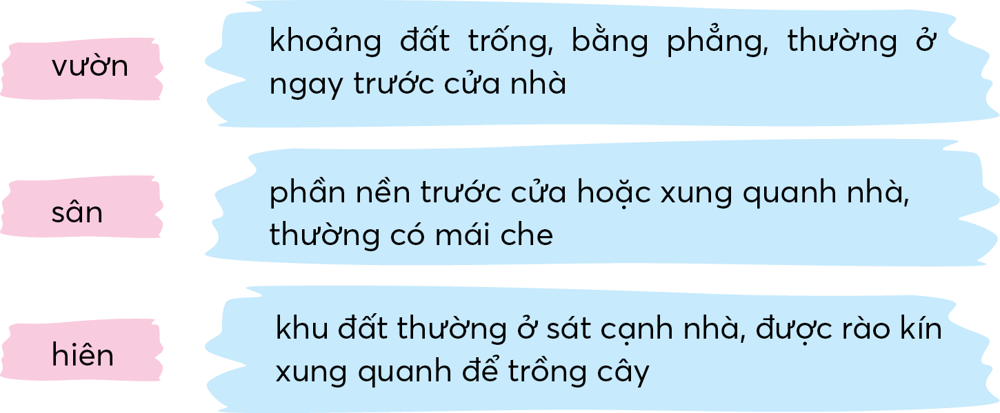 vườn
khoảng đất trống, bằng phẳng, thường ở
ngay trước cửa nhà
sân
phần nền trước cửa hoặc xung quanh nhà,
thường có mái che
hiên
khu đất thường ở sát cạnh nhà, được rào kín
xung quanh để trồng cây